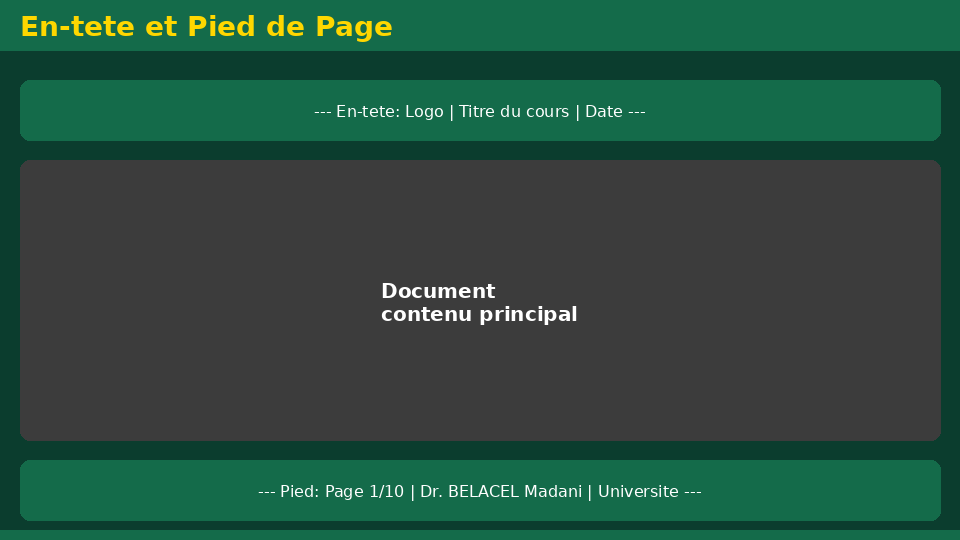 En-tete et Pied de Page
--- En-tete: Logo | Titre du cours | Date ---
Document
contenu principal
--- Pied: Page 1/10 | Dr. BELACEL Madani | Universite ---